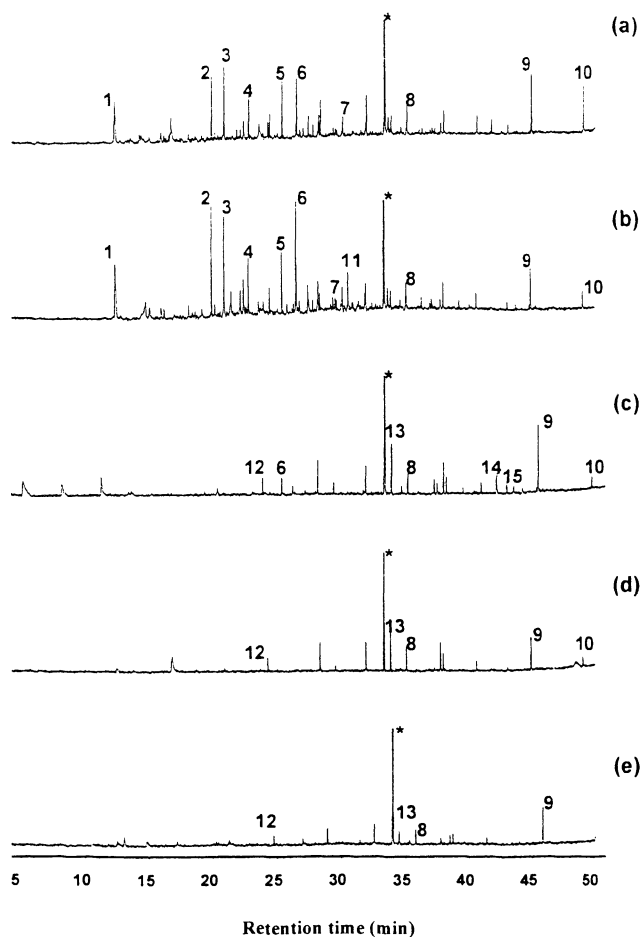 * (a)
1 2 3 4 5 6 7 8 9 10
* (b)
1 2 3 4 5 6 7 11 8 9 10
* (c)
12 6 13 8 14 15 9 10
* (d)
12 13 8 9 10
* (e)
12 13 8 9
5 10 15 20 25 30 35 40 45 50
Retention time (min)